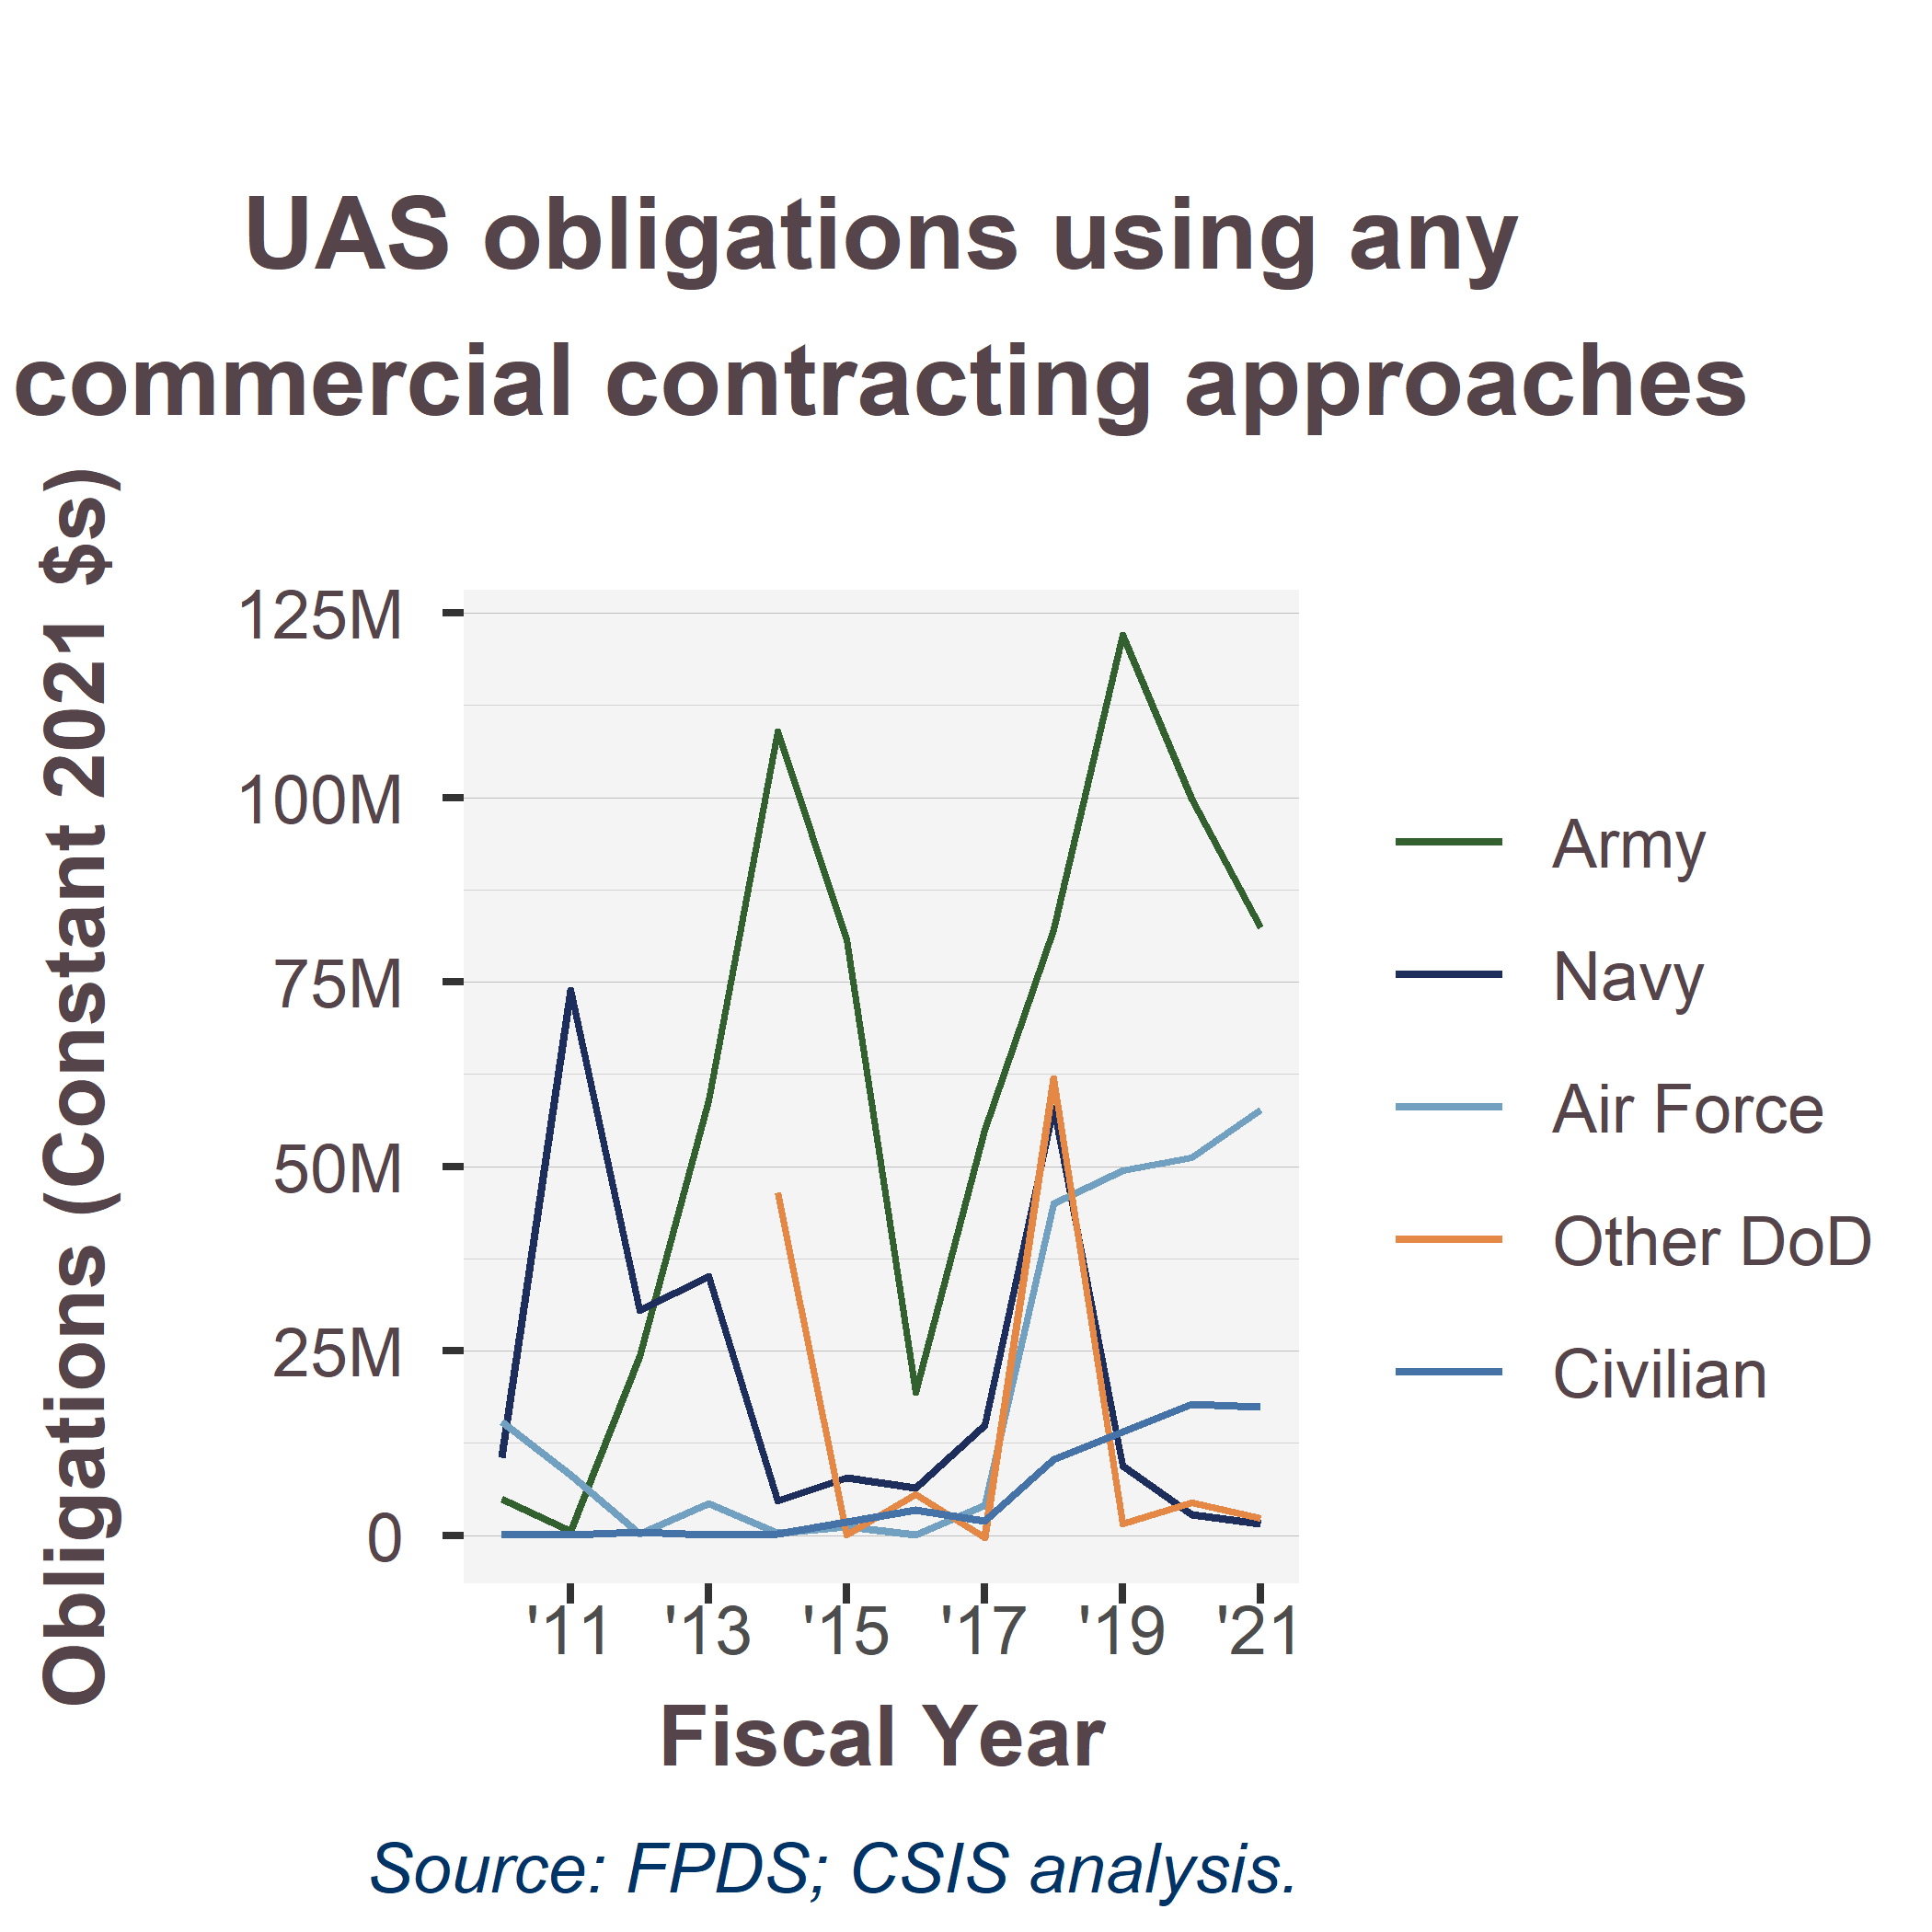 UAS obligations using any
commercial contracting approaches
Obligations (Constant 2021 $s)
125M
100M
75M
50M
25M
0
'11 '13 '15 '17 '19 '21
Fiscal Year
Army
Navy
Air Force
Other DoD
Civilian
Source: FPDS; CSIS analysis.